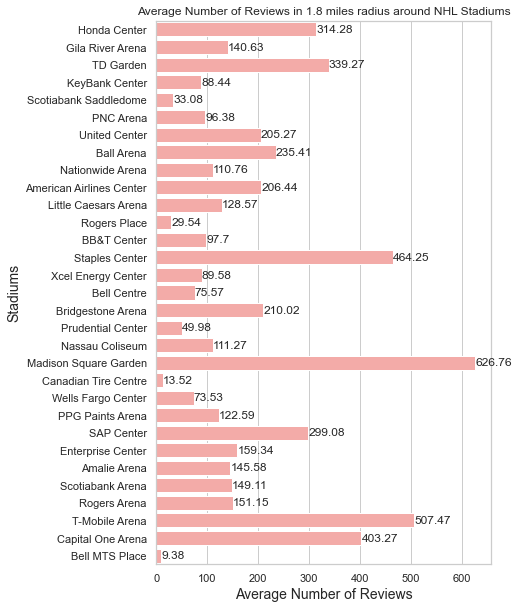 Average Number of Reviews in 1.8 miles radius around NHL Stadiums
Honda Center 314.28
Gila River Arena 140.63
TD Garden 339.27
KeyBank Center 88.44
Scotiabank Saddledome 33.08
PNC Arena 96.38
United Center 205.27
Ball Arena 235.41
Nationwide Arena 110.76
American Airlines Center 206.44
Little Caesars Arena 128.57
Rogers Place 29.54
BB&T Center 97.7
Staples Center 464.25
Xcel Energy Center 89.58
Bell Centre 75.57
Bridgestone Arena 210.02
Prudential Center 49.98
Nassau Coliseum 111.27
Madison Square Garden 626.76
Canadian Tire Centre 13.52
Wells Fargo Center 73.53
PPG Paints Arena 122.59
SAP Center 299.08
Enterprise Center 159.34
Amalie Arena 145.58
Scotiabank Arena 149.11
Rogers Arena 151.15
T-Mobile Arena 507.47
Capital One Arena 403.27
Bell MTS Place 9.38
Stadiums
0 100 200 300 400 500 600
Average Number of Reviews